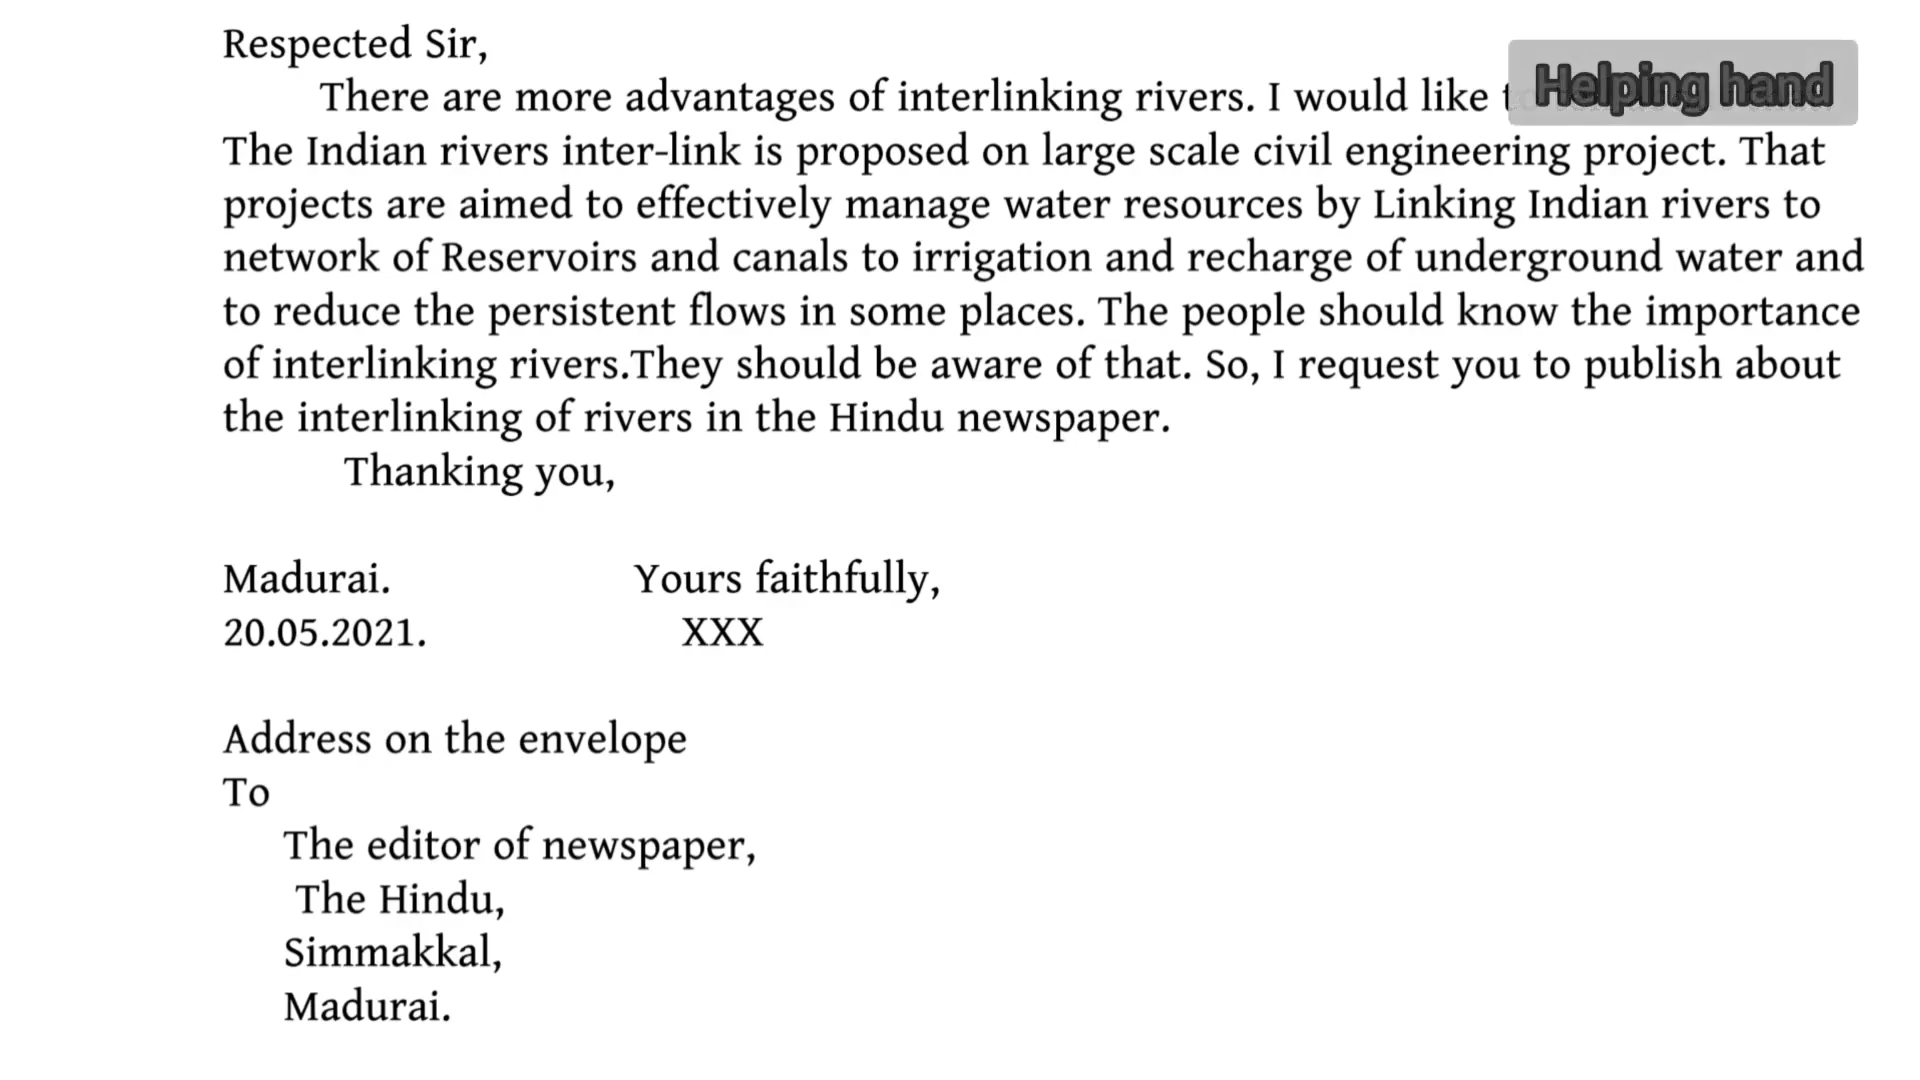 Respected Sir,
Helping hand
There are more advantages of interlinking rivers. I would like
The Indian rivers inter-link is proposed on large scale civil engineering project. That
projects are aimed to effectively manage water resources by Linking Indian rivers to
network of Reservoirs and canals to irrigation and recharge of underground water and
to reduce the persistent flows in some places. The people should know the importance
of interlinking rivers.They should be aware of that. So, I request you to publish about
the interlinking of rivers in the Hindu newspaper.
Thanking you,
Madurai. Yours faithfully,
20.05.2021. XXX
Address on the envelope
To
The editor of newspaper,
The Hindu,
Simmakkal,
Madurai.